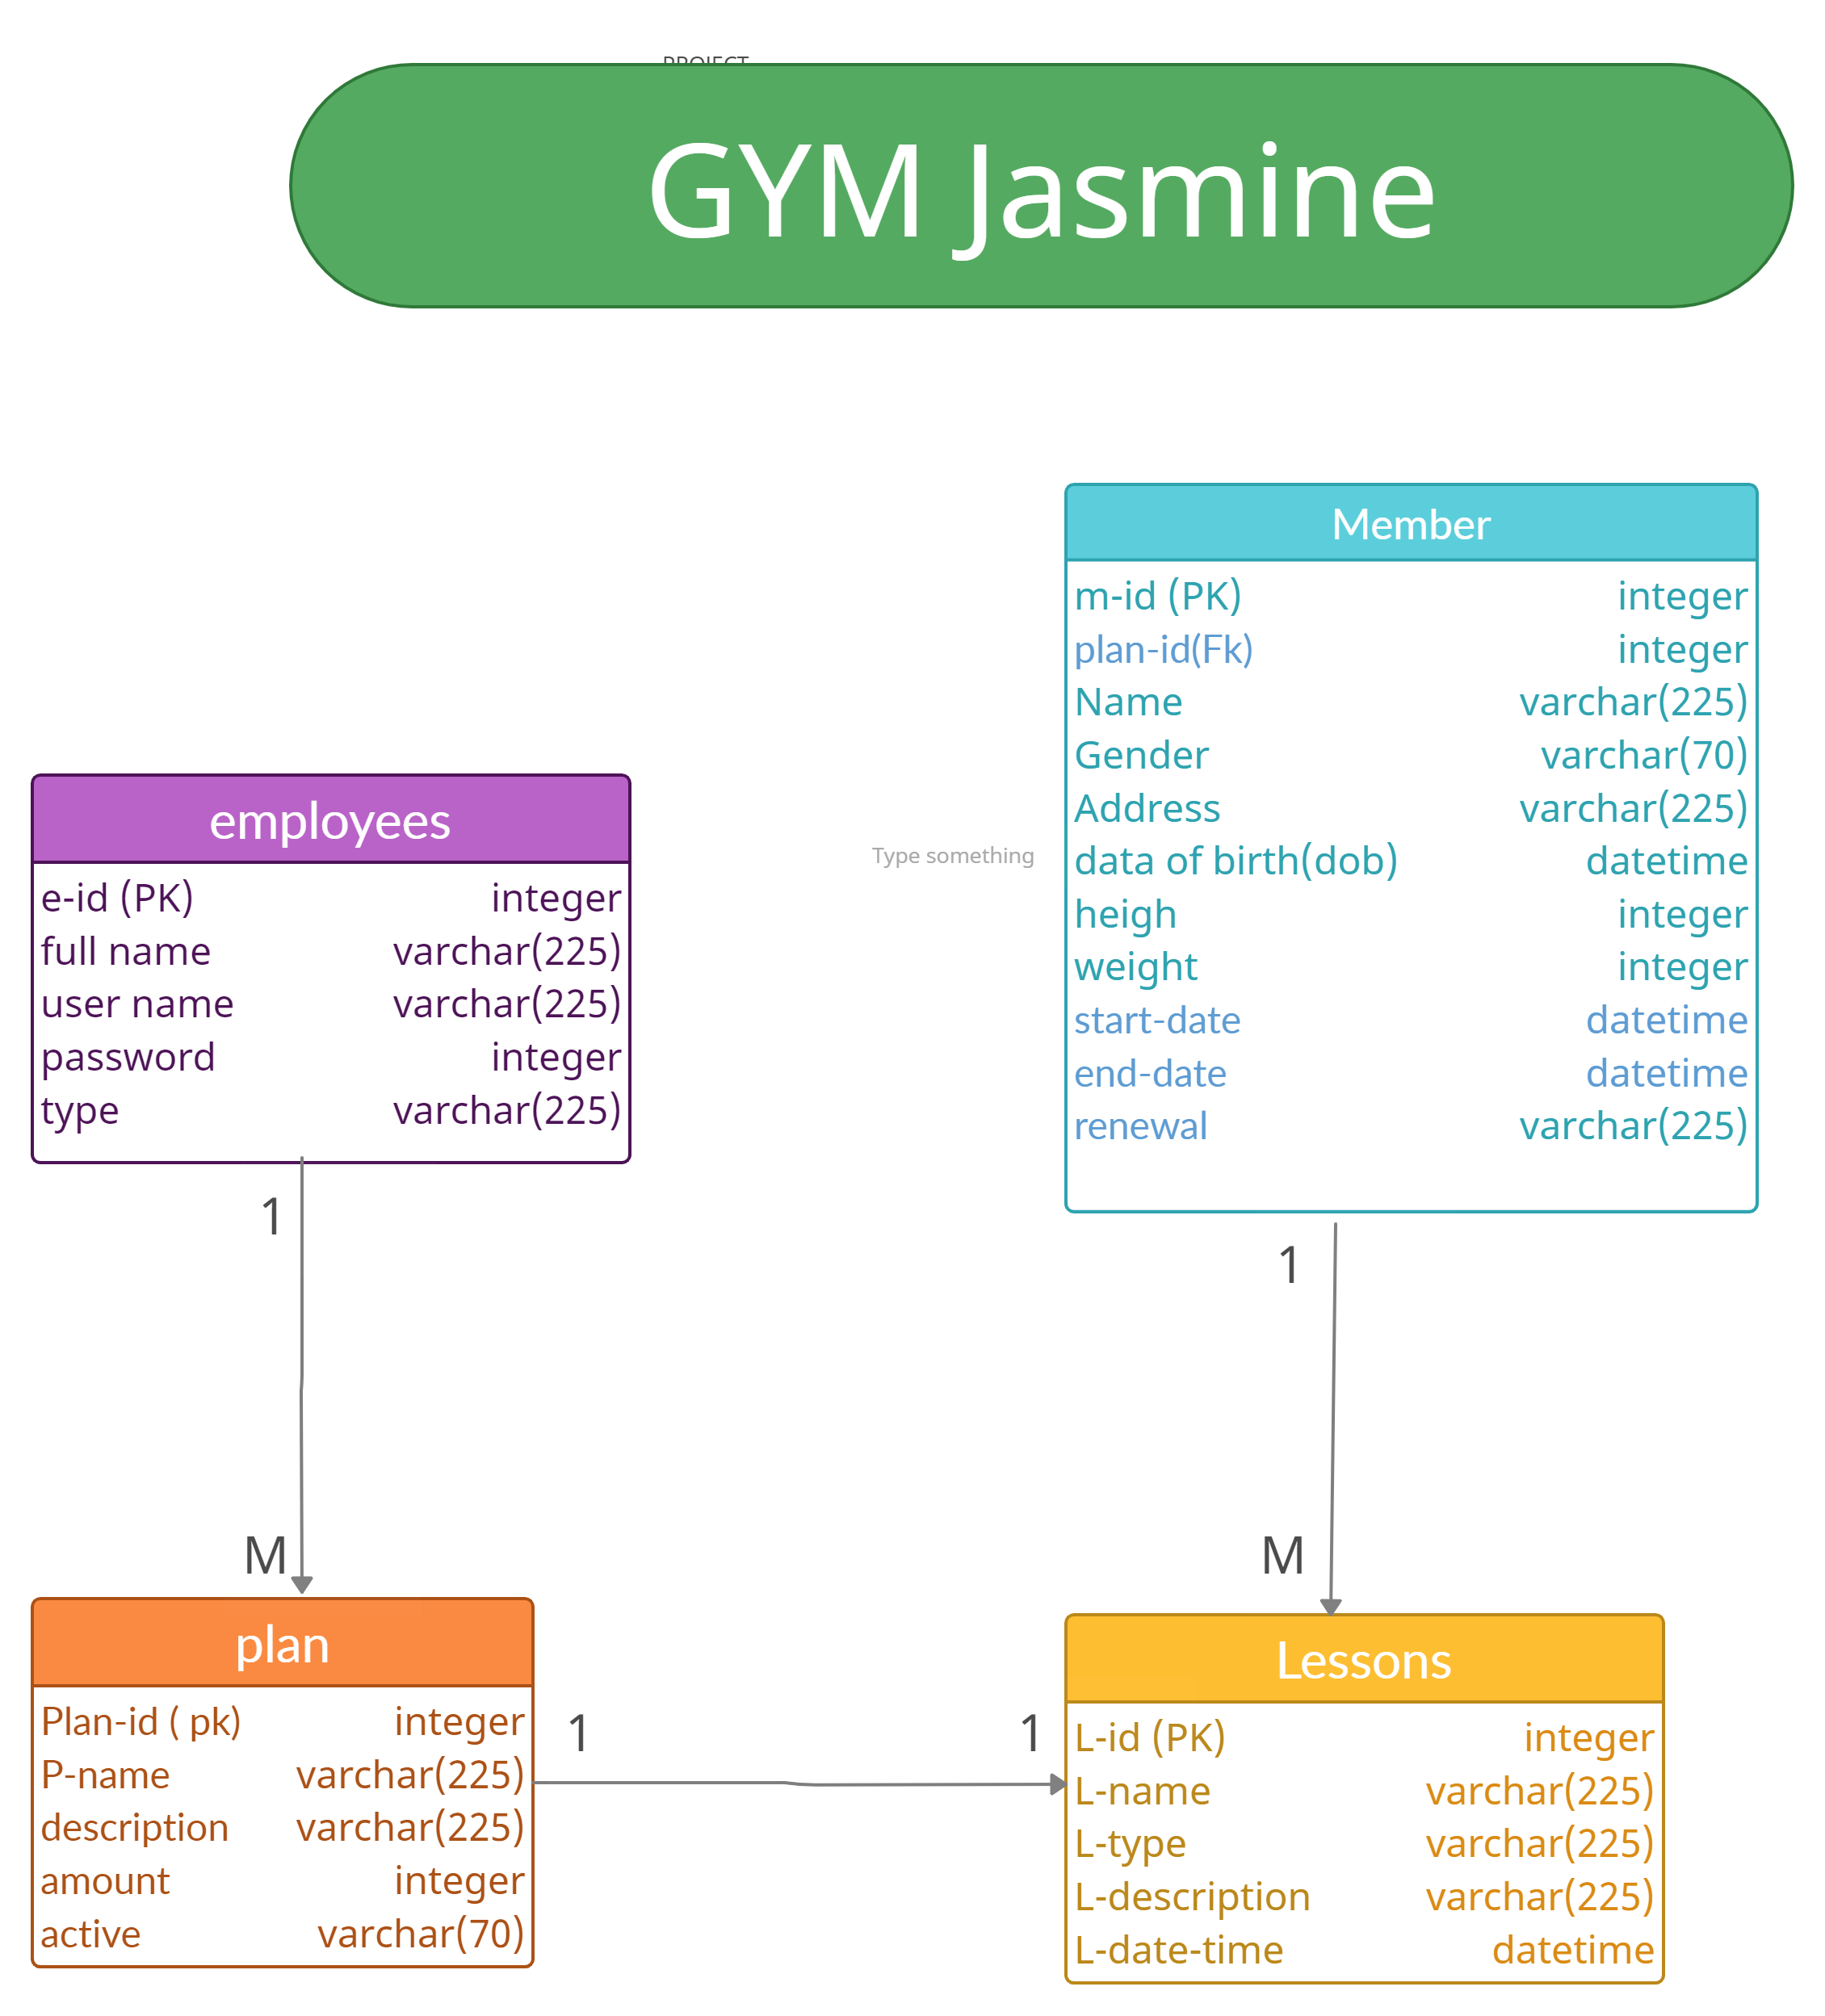 PROJECT
GYM Jasmine
Member
m-id (PK) integer
plan-id(Fk) integer
Name varchar(225)
Gender varchar(70)
Address varchar(225)
data of birth(dob) datetime
heigh integer
weight integer
start-date datetime
end-date datetime
renewal varchar(225)
employees
e-id (PK) integer
full name varchar(225)
user name varchar(225)
password integer
type varchar(225)
Type something
1
1
M
M
plan
Plan-id ( pk) integer
P-name varchar(225)
description varchar(225)
amount integer
active varchar(70)
1
1
Lessons
L-id (PK) integer
L-name varchar(225)
L-type varchar(225)
L-description varchar(225)
L-date-time datetime